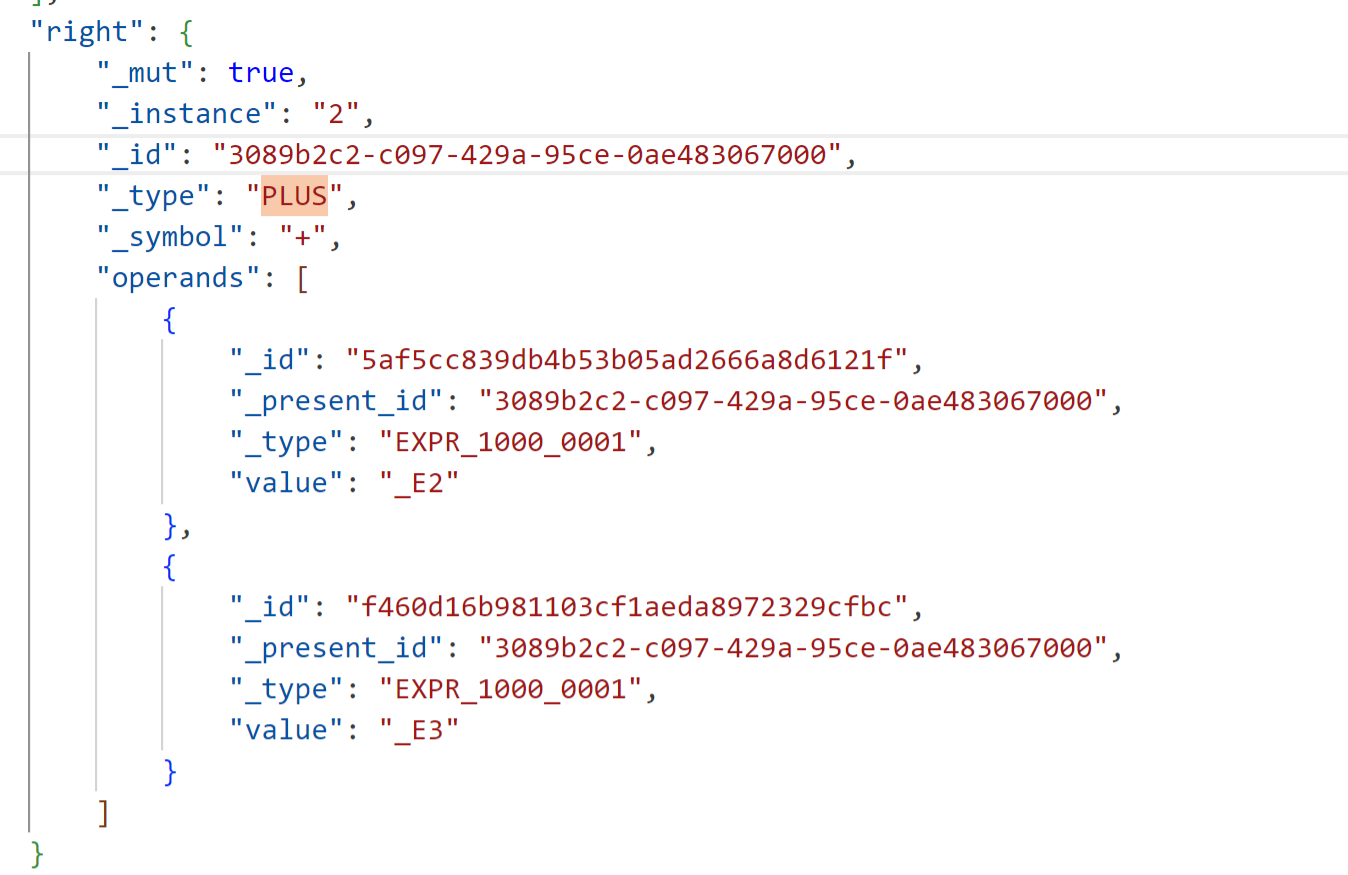 ],
"right": {
"_mut": true,
"_instance": "2",
"_id": "3089b2c2-c097-429a-95ce-0ae483067000",
"_type": "PLUS",
"_symbol": "+",
"operands": [
{
"_id": "5af5cc839db4b53b05ad2666a8d6121f",
"_present_id": "3089b2c2-c097-429a-95ce-0ae483067000",
"_type": "EXPR_1000_0001",
"value": "_E2"
},
{
"_id": "f460d16b981103cf1aeda8972329cfbc",
"_present_id": "3089b2c2-c097-429a-95ce-0ae483067000",
"_type": "EXPR_1000_0001",
"value": "_E3"
}
]
}